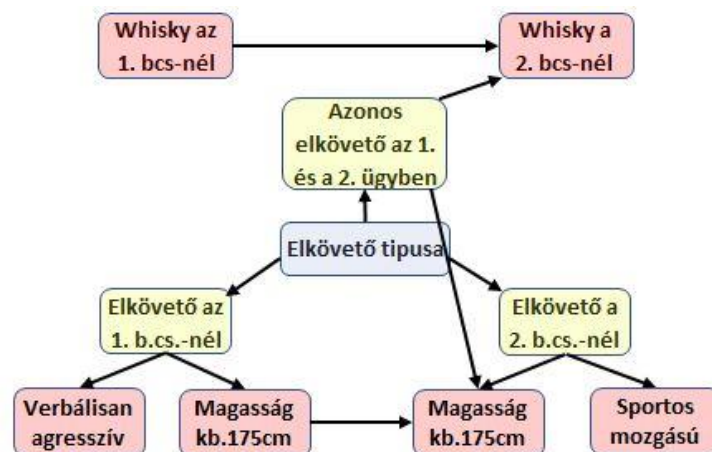 Whisky az
1. bcs-nél
Whisky a
2. bcs-nél
Azonos
elkövető az 1.
és a 2. ügyben
Elkövető tipusa
Elkövető az
1. b.cs.-nél
Elkövető a
2. b.cs.-nél
Verbálisan
agresszív
Magasság
kb.175cm
Magasság
kb.175cm
Sportos
mozgású